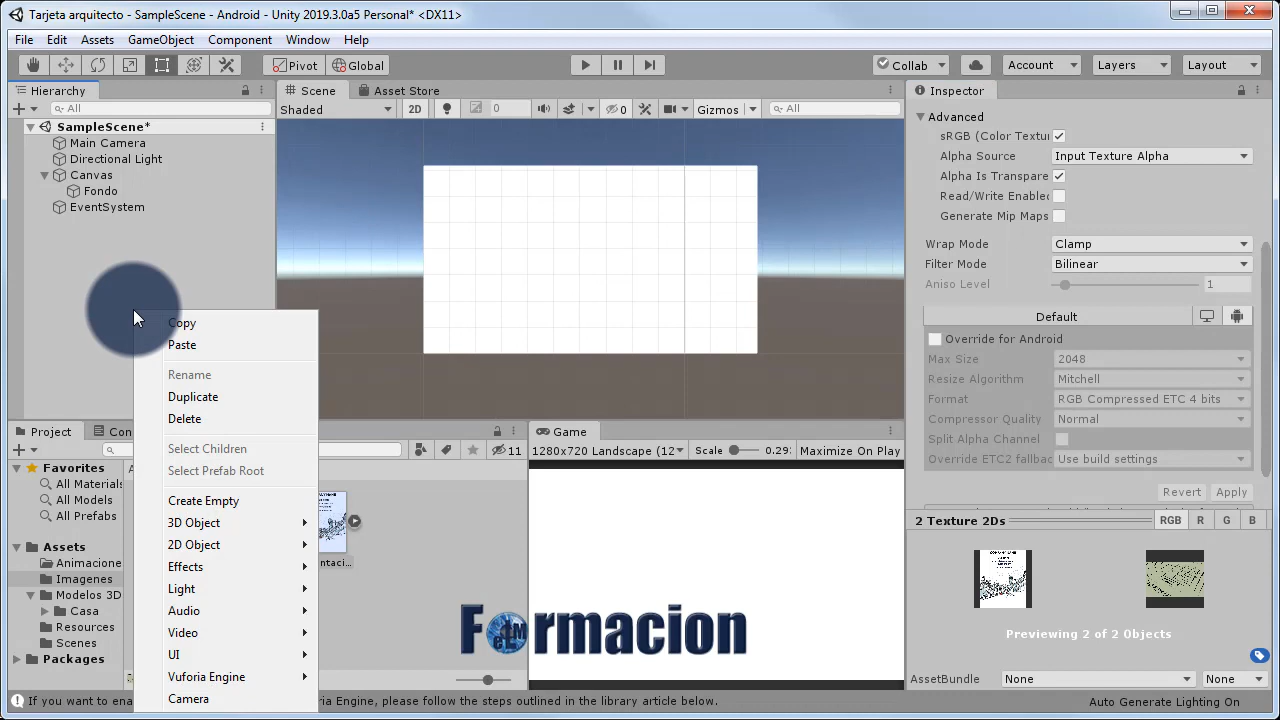 Tarjeta arquitecto - SampleScene - Android - Unity 2019.3.0a5 Personal* <DX11>
File Edit Assets GameObject Component Window Help
Pivot Global Collab Account Layers Layout
Hierarchy
All
SampleScene*
Main Camera
Directional Light
Canvas
Fondo
EventSystem
Scene Asset Store
Shaded 2D 0 0 Gizmos All
Copy
Paste
Rename
Duplicate
Delete
Select Children
Select Prefab Root
Create Empty
3D Object
2D Object
Effects
Light
Audio
Video
UI
Vuforia Engine
Camera
Project Con
11
Favorites
All Materials
All Models
All Prefabs
Assets
Animacione
Imagenes
Modelos 3D
Casa
Resources
Scenes
Packages
A
ntaci...
Game
1280x720 Landscape (12 Scale 0.29 Maximize On Play
Formacion
Inspector
Advanced
sRGB (Color Textur
Alpha Source Input Texture Alpha
Alpha Is Transpare
Read/Write Enable
Generate Mip Maps
Wrap Mode Clamp
Filter Mode Bilinear
Aniso Level 1
Default
Override for Android
Max Size 2048
Resize Algorithm Mitchell
Format RGB Compressed ETC 4 bits
Compressor Quality Normal
Split Alpha Channel
Override ETC2 fallbac Use build settings
Revert Apply
2 Texture 2Ds RGB R G B
Previewing 2 of 2 Objects
AssetBundle None None
If you want to ena
ria Engine, please follow the steps outlined in the library article below.
Auto Generate Lighting On